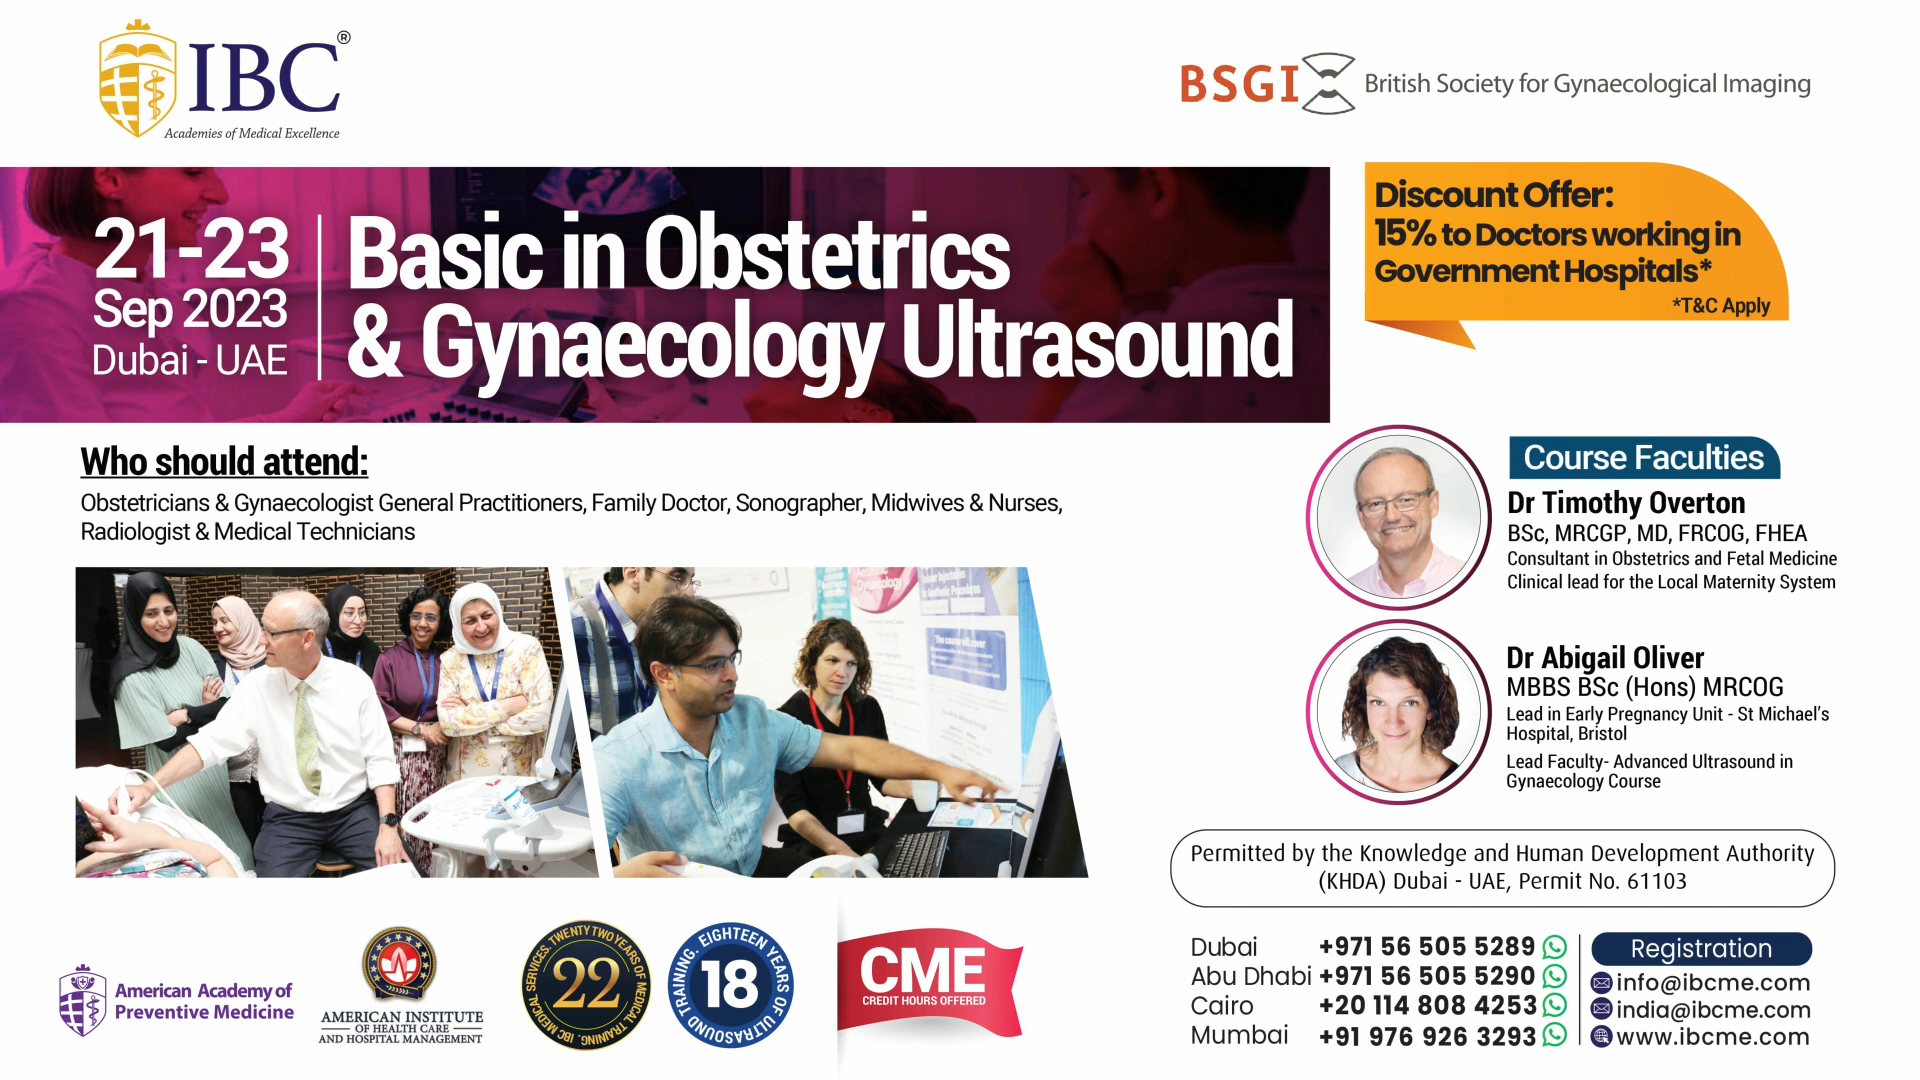 IBC®
Academies of Medical Excellence
BSGI British Society for Gynaecological Imaging
21-23
Sep 2023
Dubai - UAE
Basic in Obstetrics
& Gynaecology Ultrasound
Discount Offer:
15% to Doctors working in
Government Hospitals*
*T&C Apply
Who should attend:
Obstetricians & Gynaecologist General Practitioners, Family Doctor, Sonographer, Midwives & Nurses,
Radiologist & Medical Technicians
The course will cover
Course Faculties
Dr Timothy Overton
BSc, MRCGP, MD, FRCOG, FHEA
Consultant in Obstetrics and Fetal Medicine
Clinical lead for the Local Maternity System
Dr Abigail Oliver
MBBS BSc (Hons) MRCOG
Lead in Early Pregnancy Unit - St Michael's
Hospital, Bristol
Lead Faculty- Advanced Ultrasound in
Gynaecology Course
Permitted by the Knowledge and Human Development Authority
(KHDA) Dubai - UAE, Permit No. 61103
American Academy of
Preventive Medicine
AMERICAN INSTITUTE
OF HEALTH CARE
AND HOSPITAL MANAGEMENT
TWENTY TWO YEARS OF MEDICAL TRAINING. IBC MEDICAL SERVICES.
22
EIGHTEEN YEARS OF ULTRASOUND TRAINING.
18
CME
CREDIT HOURS OFFERED
Dubai +971 56 505 5289
Abu Dhabi +971 56 505 5290
Cairo +20 114 808 4253
Mumbai +91 976 926 3293
Registration
info@ibcme.com
india@ibcme.com
www.ibcme.com